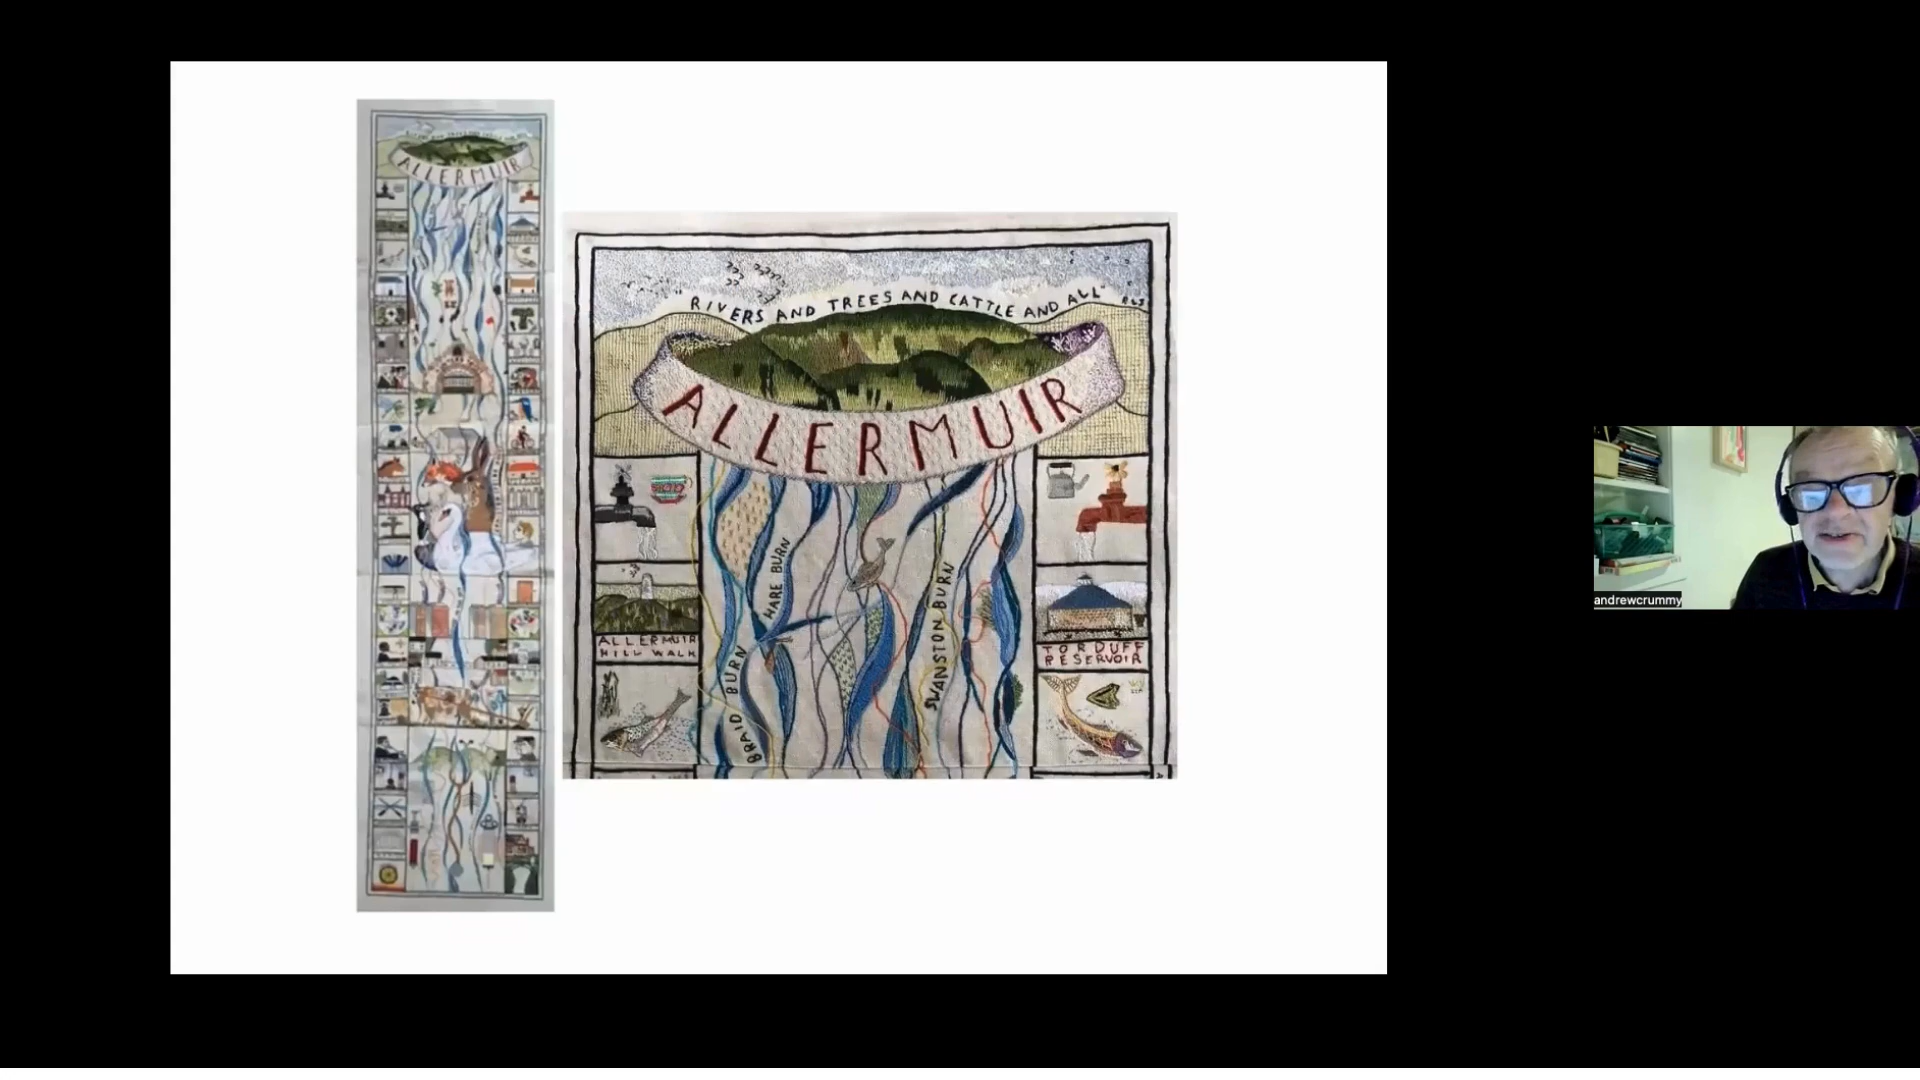 ALLERMUIR
"RIVERS AND TREES AND CATTLE AND ALL" RLS
ALLERMUIR
HARE BURN
BRAID BURN
SWANSTON BURN
ALLERMUIR
HILL WALK
TORDUFF
RESERVOIR
andrewcrummy